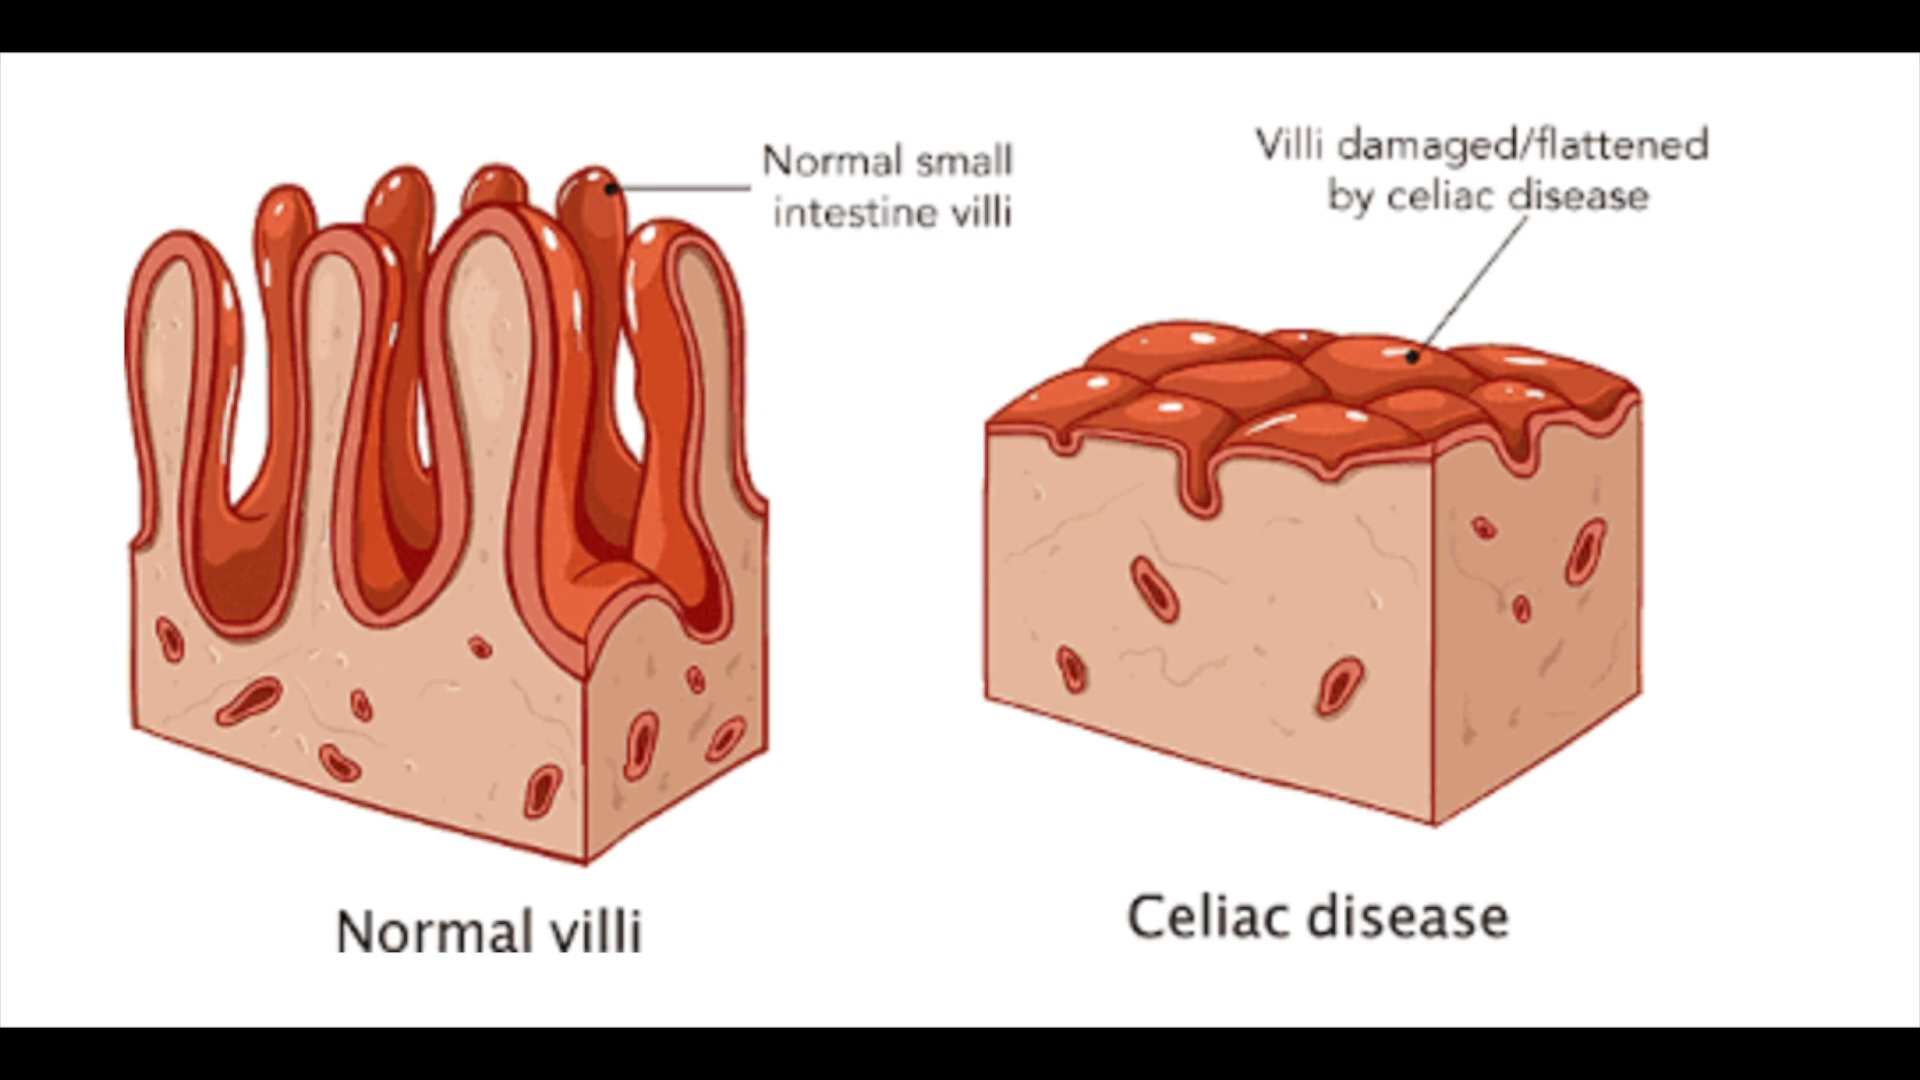 Normal small
intestine villi
Villi damaged/flattened
by celiac disease
Normal villi
Celiac disease